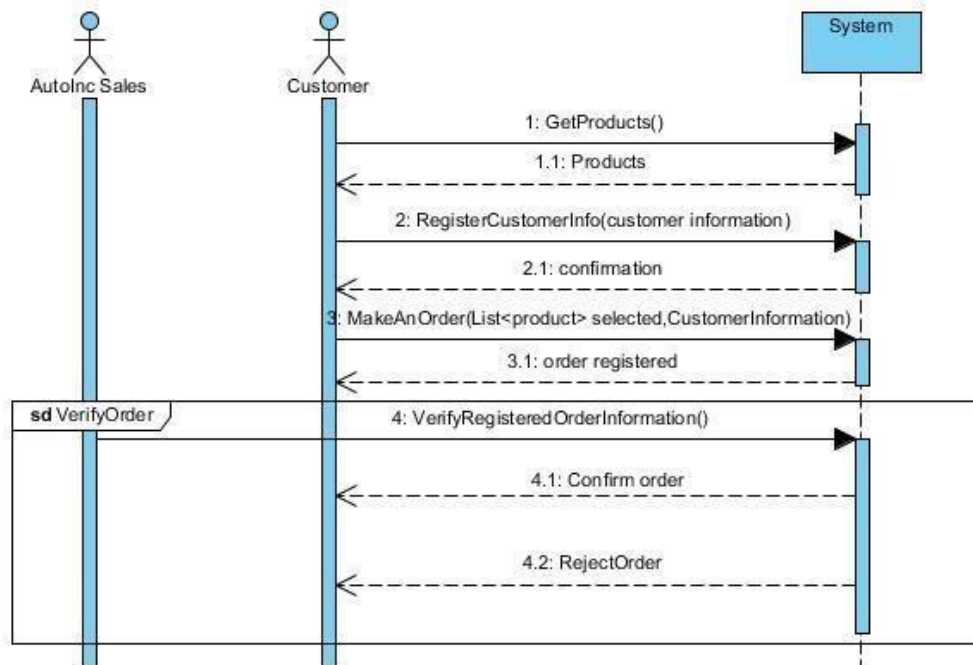 AutoInc Sales
Customer
System
1: GetProducts()
1.1: Products
2: RegisterCustomerInfo(customer information)
2.1: confirmation
3: MakeAnOrder(List<product> selected,CustomerInformation)
3.1: order registered
sd VerifyOrder
4: VerifyRegisteredOrderInformation()
4.1: Confirm order
4.2: RejectOrder